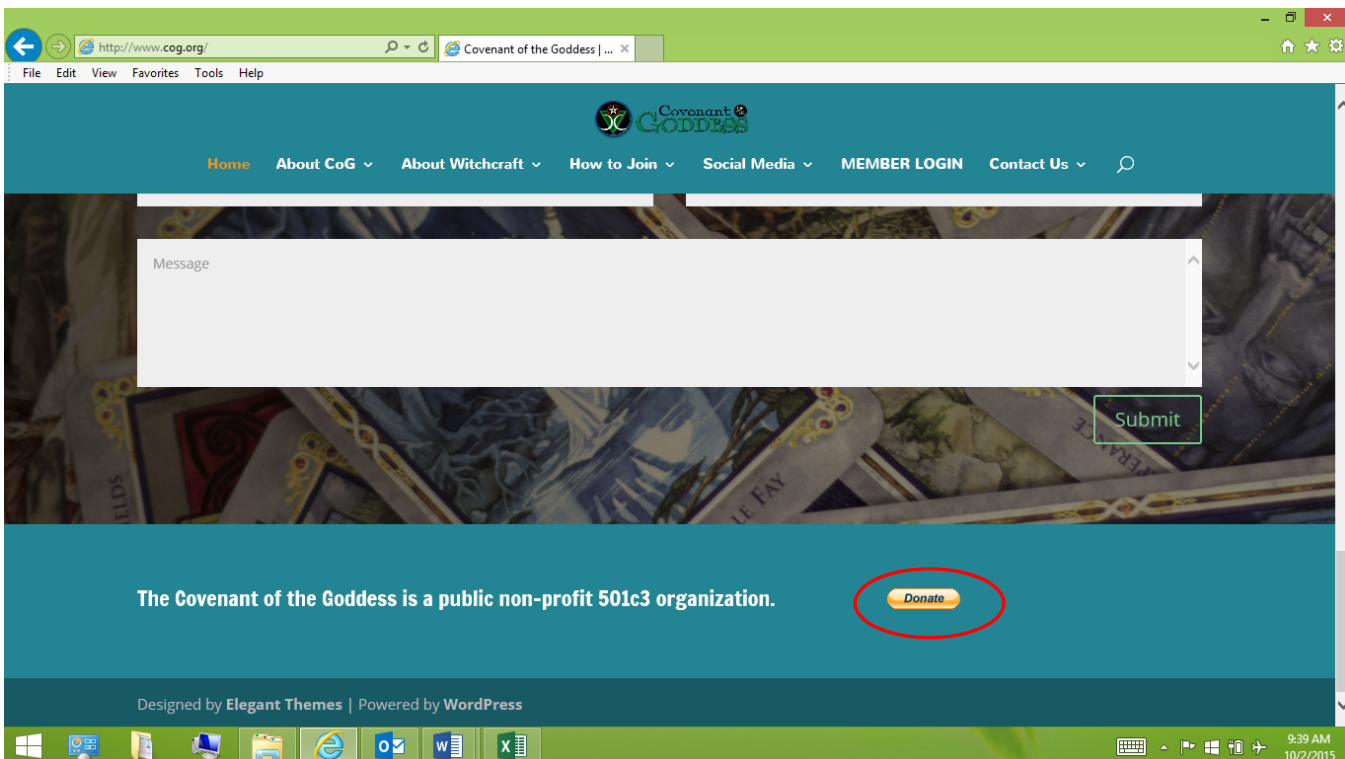 http://www.cog.org/
Covenant of the Goddess | ...
File Edit View Favorites Tools Help
Covenant
GODDESS
Home About CoG About Witchcraft How to Join Social Media MEMBER LOGIN Contact Us
Message
Submit
LE FAY
The Covenant of the Goddess is a public non-profit 501c3 organization.
Donate
Designed by Elegant Themes | Powered by WordPress
9:39 AM
10/2/2015